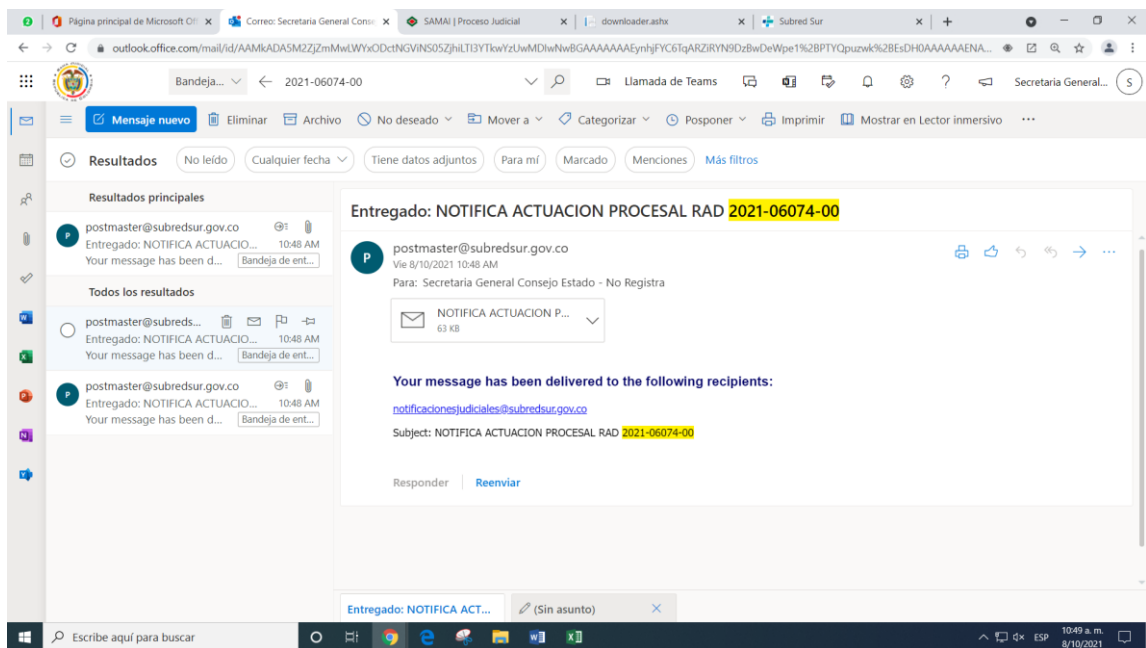 Página principal de Microsoft Of
Correo: Secretaria General Conse
SAMAI | Proceso Judicial
downloader.ashx
Subred Sur
Bandeja...
2021-06074-00
Llamada de Teams
Secretaria General...
S
Mensaje nuevo
Eliminar
Archivo
No deseado
Mover a
Categorizar
Posponer
Imprimir
Mostrar en Lector inmersivo
Resultados
No leído
Cualquier fecha
Tiene datos adjuntos
Para mí
Marcado
Menciones
Más filtros
Resultados principales
P
postmaster@subredsur.gov.co
Entregado: NOTIFICA ACTUACIO... 10:48 AM
Your message has been d... Bandeja de ent...
Todos los resultados
postmaster@subreds...
Entregado: NOTIFICA ACTUACIO... 10:48 AM
Your message has been d... Bandeja de ent...
P
postmaster@subredsur.gov.co
Entregado: NOTIFICA ACTUACIO... 10:48 AM
Your message has been d... Bandeja de ent...
Entregado: NOTIFICA ACTUACION PROCESAL RAD 2021-06074-00
P
postmaster@subredsur.gov.co
Vie 8/10/2021 10:48 AM
Para: Secretaria General Consejo Estado - No Registra
NOTIFICA ACTUACION P...
63 KB
Your message has been delivered to the following recipients:
notificacionesjudiciales@subredsur.gov.co
Subject: NOTIFICA ACTUACION PROCESAL RAD 2021-06074-00
Responder
Reenviar
Entregado: NOTIFICA ACT...
(Sin asunto)
Escribe aquí para buscar
ESP
10:49 a. m.
8/10/2021